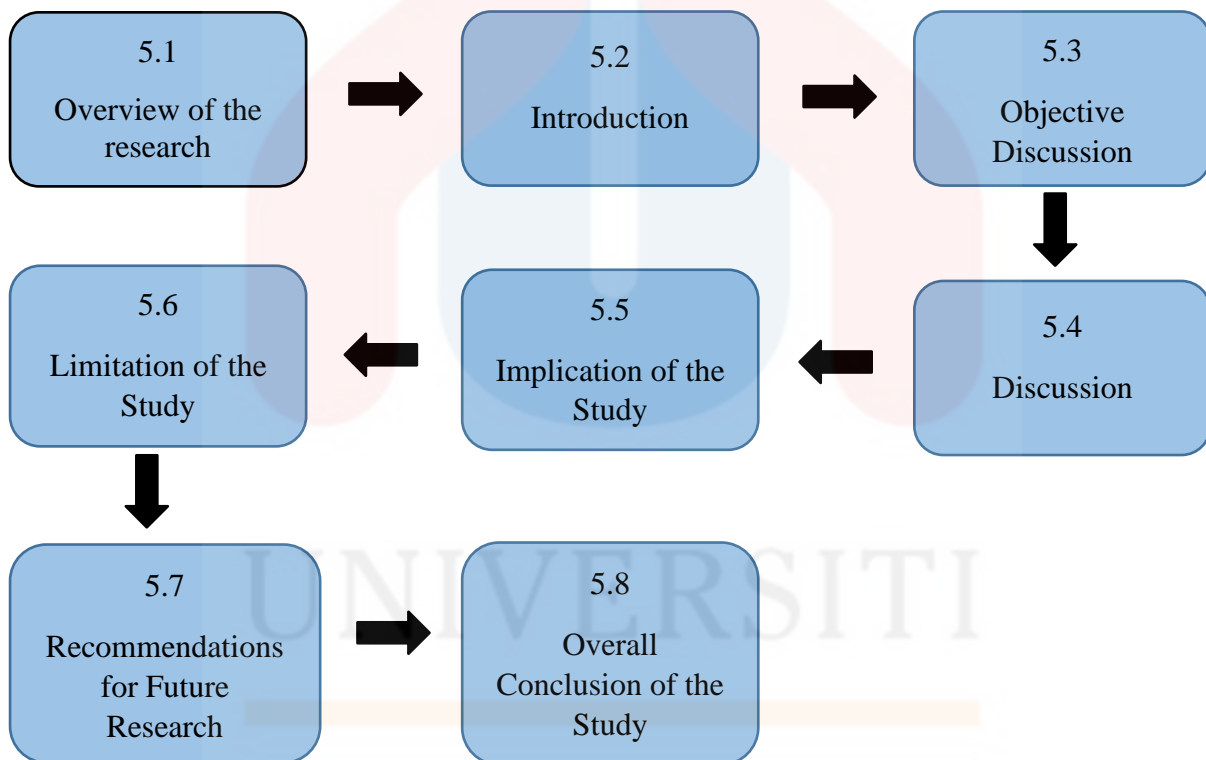 5.1
Overview of the
research
5.2
Introduction
5.3
Objective
Discussion
5.4
Discussion
5.5
Implication of the
Study
5.6
Limitation of the
Study
5.7
Recommendations
for Future
Research
5.8
Overall
Conclusion of the
Study
UNIVERSITI